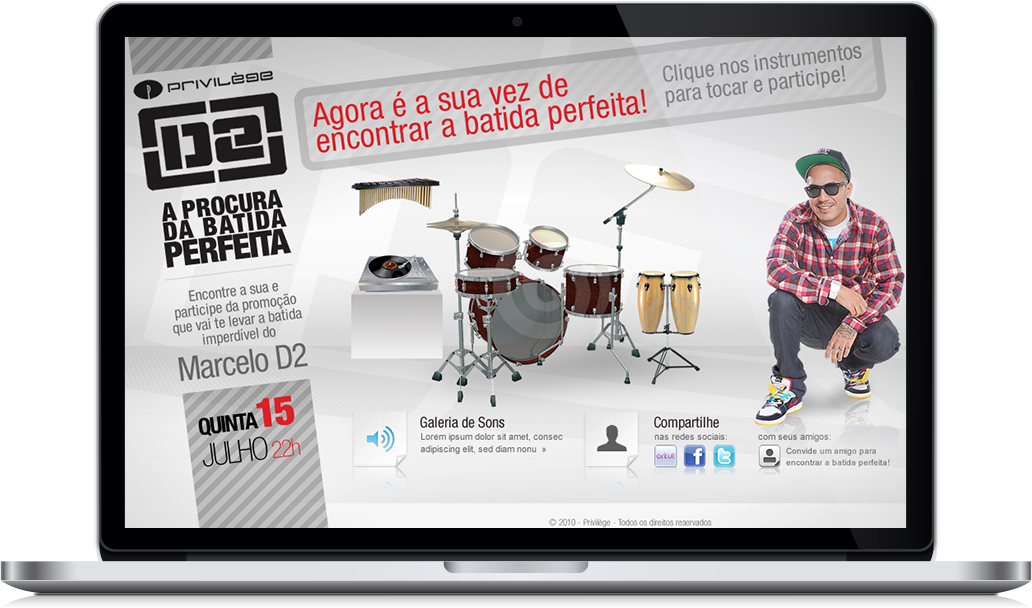 PRIVILÈGE
D2
A PROCURA
DA BATIDA
PERFEITA
Encontre a sua e
participe da promoção
que vai te levar a batida
imperdível do
Marcelo D2
QUINTA 15
JULHO 22h
Agora é a sua vez de
encontrar a batida perfeita!
Clique nos instrumentos
para tocar e participe!
Galeria de Sons
Lorem ipsum dolor sit amet, consec
adipiscing elit, sed diam nonu »
Compartilhe
nas redes sociais:
orkut
com seus amigos:
Convide um amigo para
encontrar a batida perfeita!
© 2010 - Privilège - Todos os direitos reservados